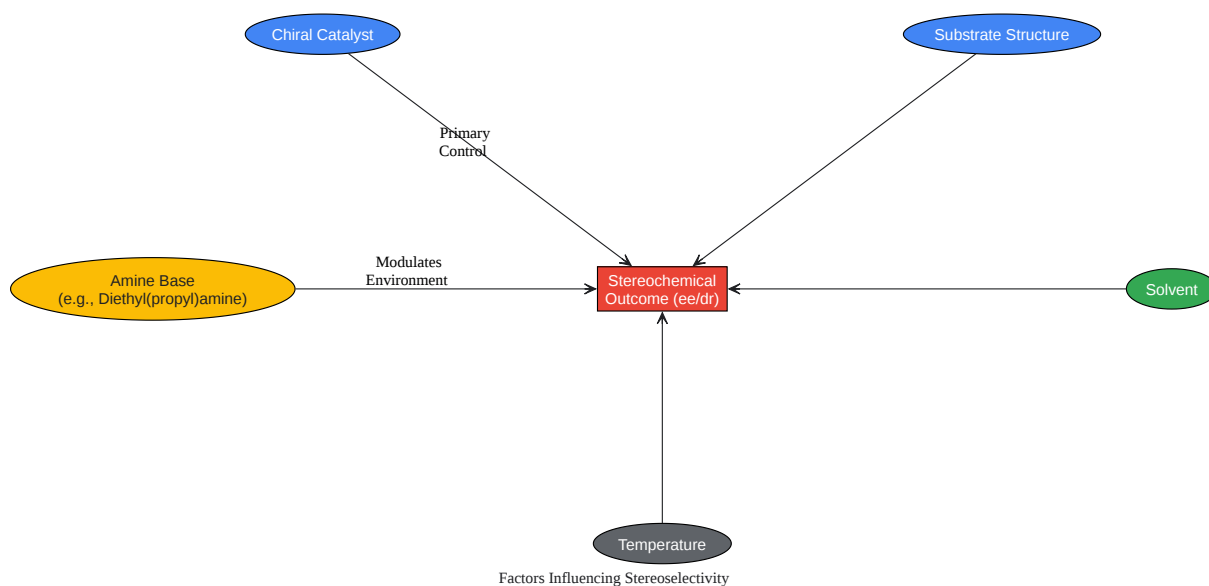 Chiral Catalyst
Substrate Structure
Primary
Control
Modulates
Environment
Amine Base
(e.g., Diethyl(propyl)amine)
Stereochemical
Outcome (ee/dr)
Solvent
Temperature
Factors Influencing Stereoselectivity